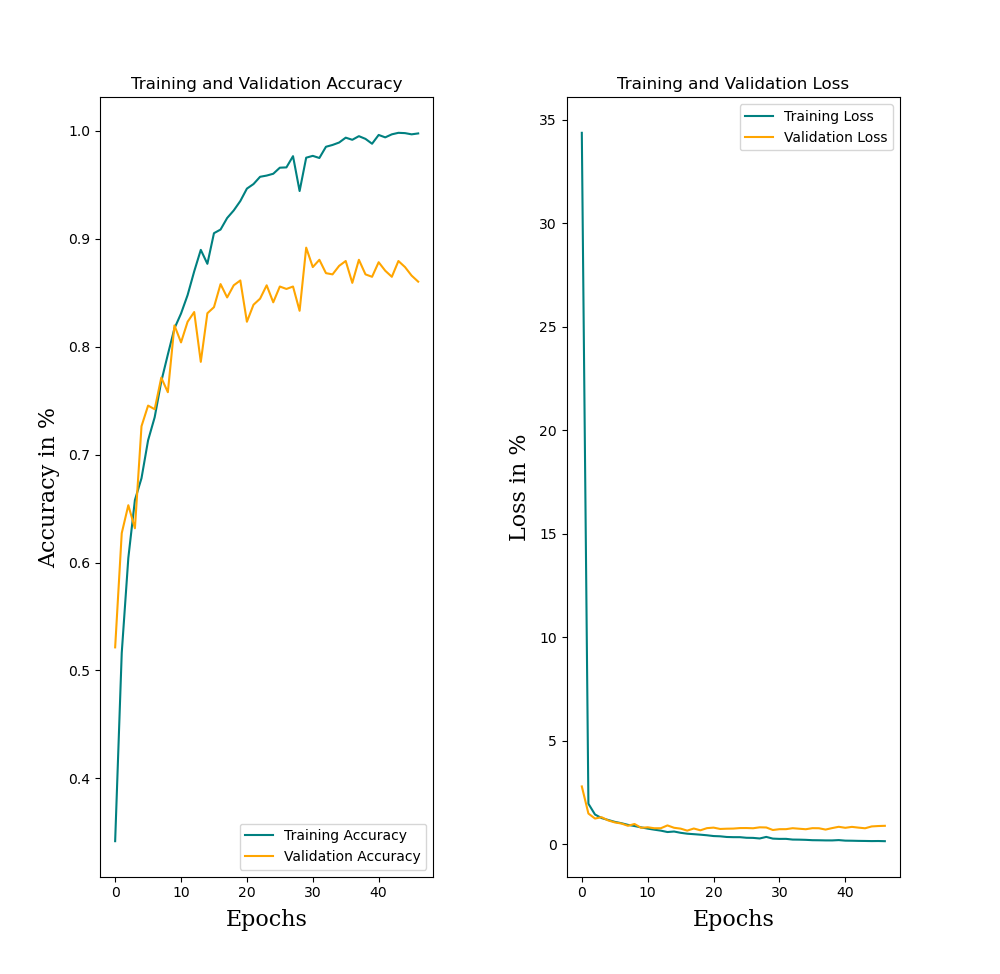 Training and Validation Accuracy
1.0
0.9
0.8
0.7
0.6
0.5
0.4
Accuracy in %
Training Accuracy
Validation Accuracy
0 10 20 30 40
Epochs
Training and Validation Loss
Training Loss
Validation Loss
35
30
25
20
15
10
5
0
Loss in %
0 10 20 30 40
Epochs